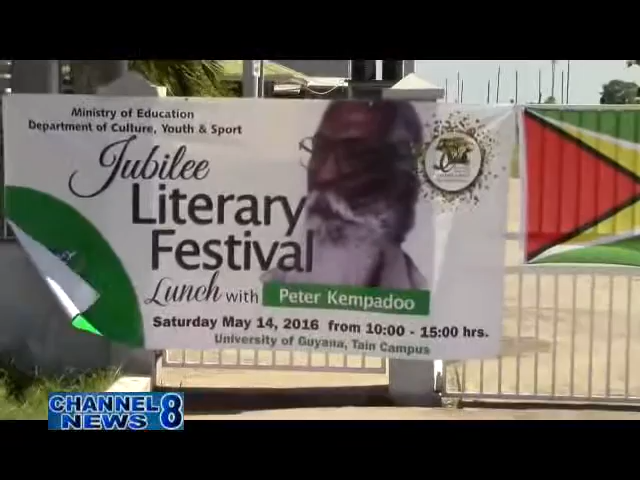 Ministry of Education
Department of Culture, Youth & Sport
Jubilee
Literary
Festival
Lunch with
Peter Kempadoo
Saturday May 14, 2016 from 10:00 - 15:00 hrs.
University of Guyana, Tain Campus
CHANNEL 8
NEWS